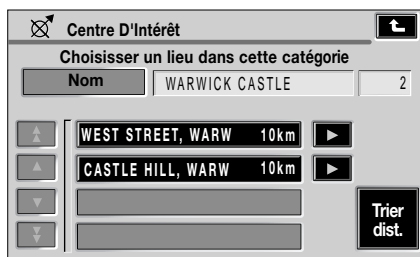 Centre D'Intérêt
Choisisser un lieu dans cette catégorie
Nom WARWICK CASTLE 2
WEST STREET, WARW 10km
CASTLE HILL, WARW 10km
Trier
dist.